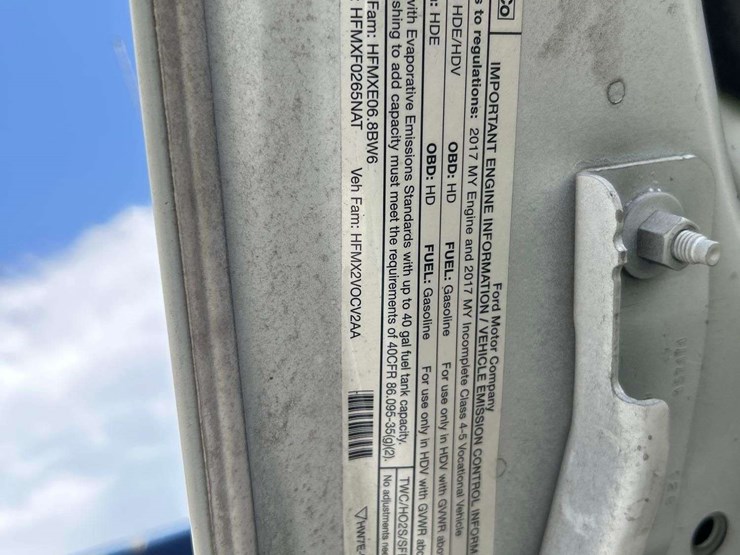 Ford Motor Company
IMPORTANT ENGINE INFORMATION / VEHICLE EMISSION CONTROL INFORM
s to regulations: 2017 MY Engine and 2017 MY Incomplete Class 4-5 Vocational Vehicle
HDE/HDV OBD: HD FUEL: Gasoline For use only in HDV with GVWR abo
: HDE OBD: HD FUEL: Gasoline For use only in HDV with GVWR abo
with Evaporative Emissions Standards with up to 40 gal fuel tank capacity. TWC/HO2S/SFI
shing to add capacity must meet the requirements of 40CFR 86.095-35(g)(2). No adjustments nee
Fam: HFMXE06.8BW6
: HFMXF0265NAT Veh Fam: HFMX2VOCV2AA HW7E